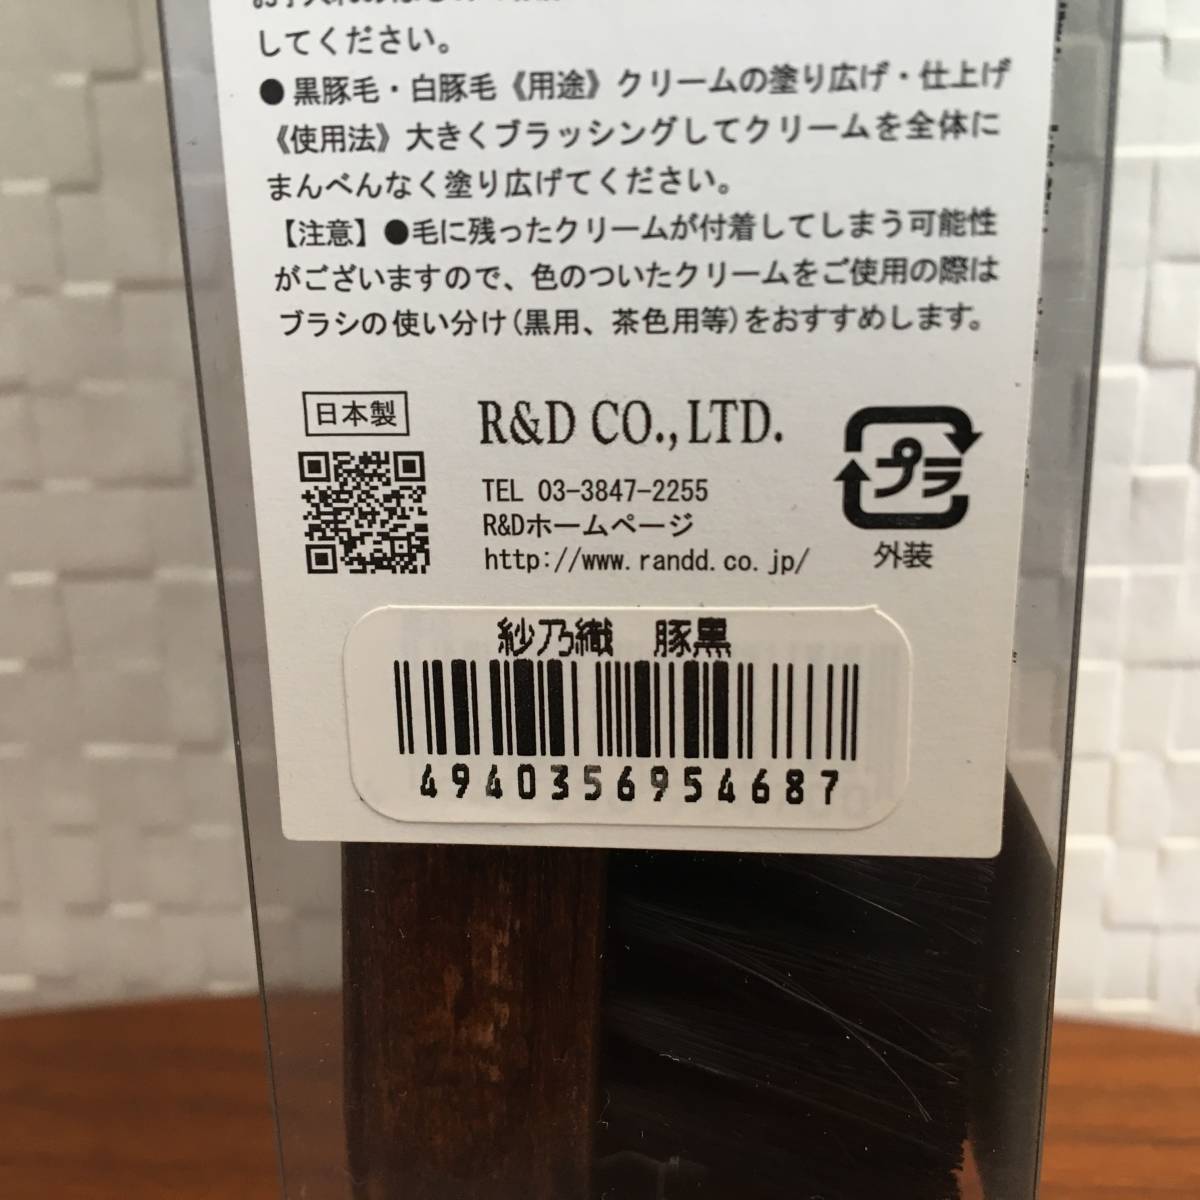 してください。
●黒豚毛・白豚毛《用途》クリームの塗り広げ・仕上げ
《使用法》大きくブラッシングしてクリームを全体に
まんべんなく塗り広げてください。
【注意】●毛に残ったクリームが付着してしまう可能性
がございますので、色のついたクリームをご使用の際は
ブラシの使い分け(黒用、茶色用等)をおすすめします。
日本製
R&D CO.,LTD.
TEL 03-3847-2255
R&Dホームページ
http://www.randd.co.jp/
プラ
外装
紗乃織 豚黒
4940356954687